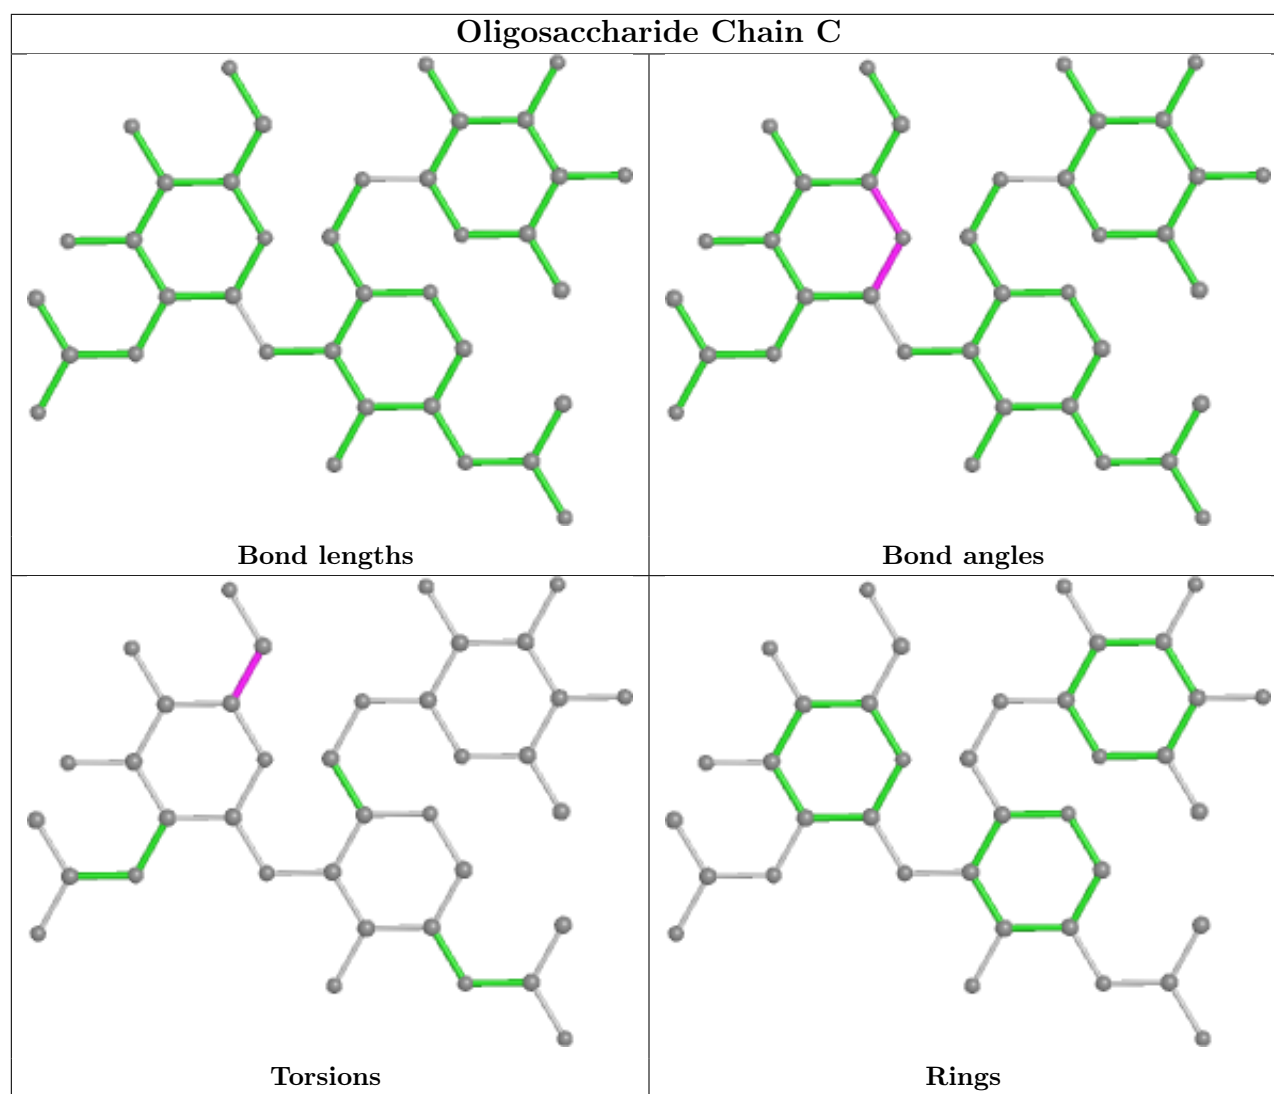 Oligosaccharide Chain C
Bond lengths
Bond angles
Torsions
Rings